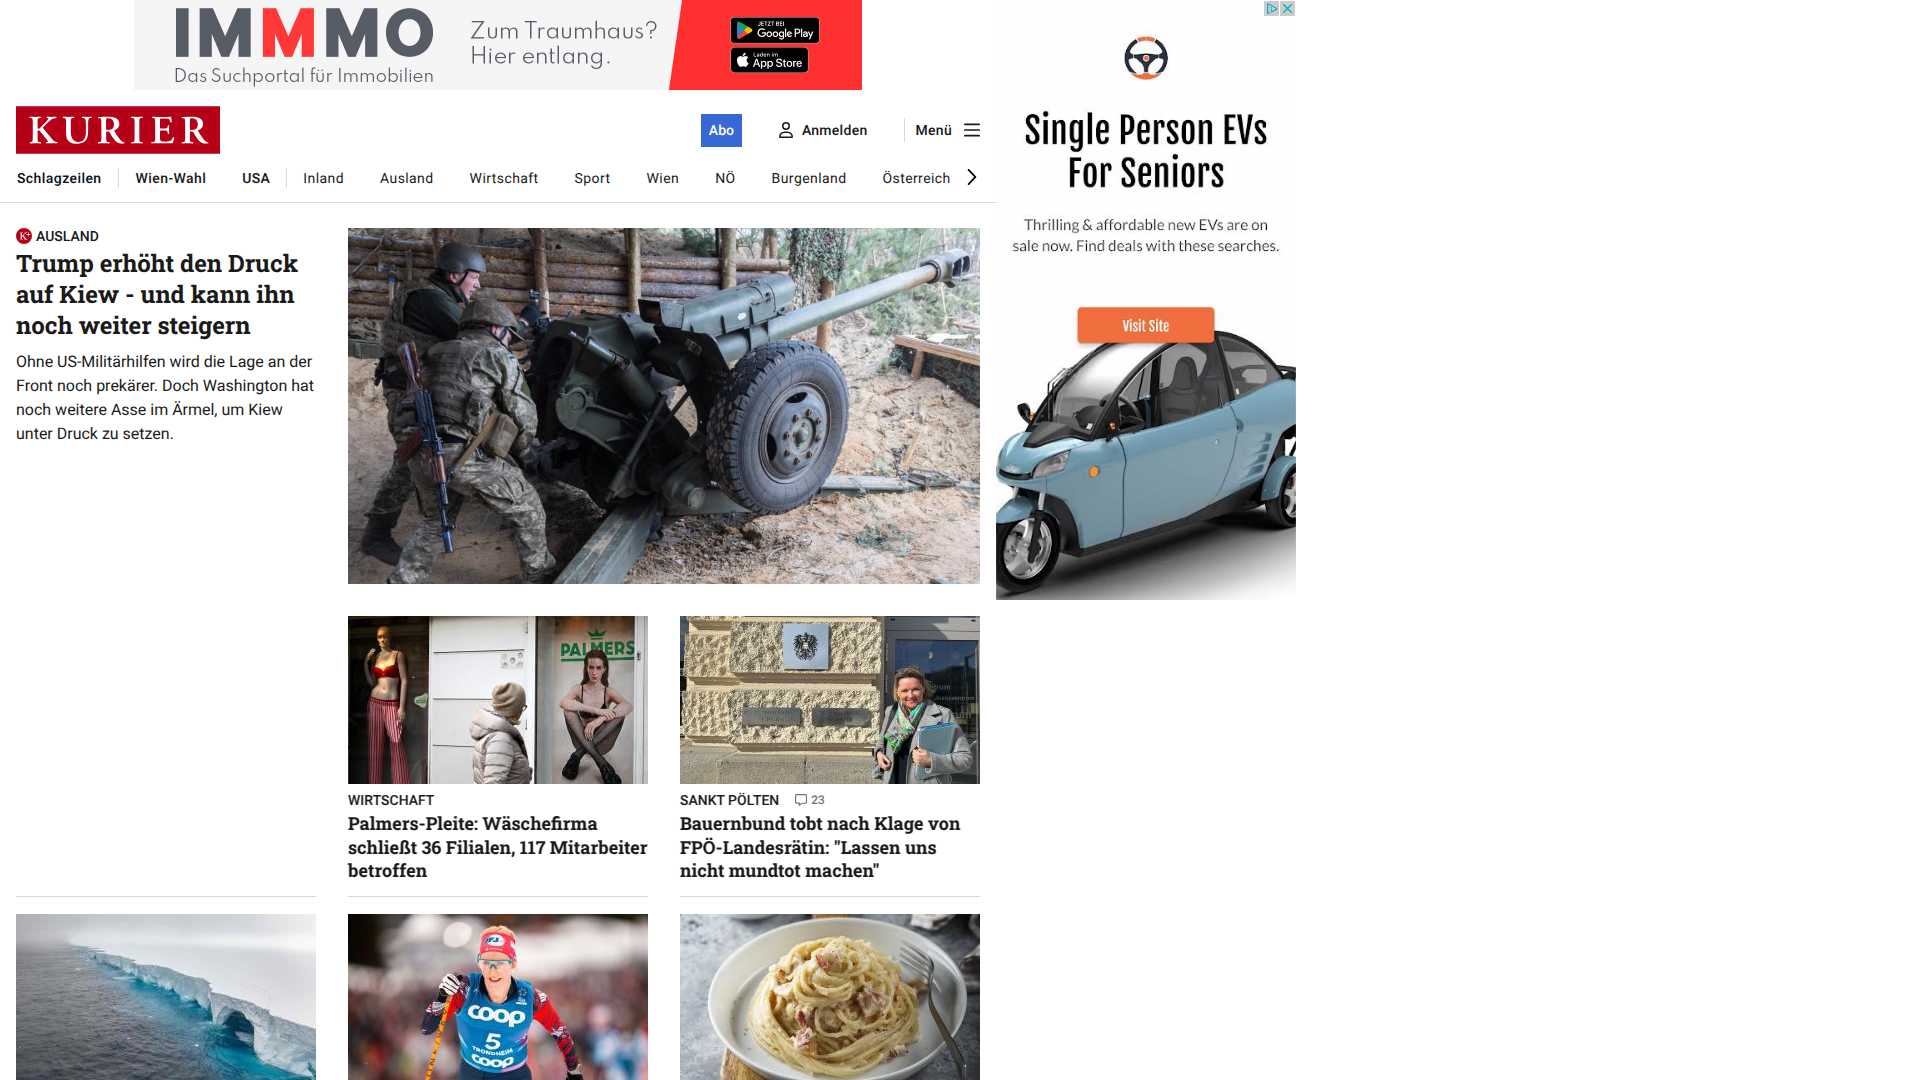 IMMMO
Das Suchportal für Immobilien
Zum Traumhaus?
Hier entlang.
JETZT BEI
Google Play
Laden im
App Store
KURIER
Abo
Anmelden
Menü
Schlagzeilen
Wien-Wahl
USA
Inland
Ausland
Wirtschaft
Sport
Wien
NÖ
Burgenland
Österreich
Single Person EVs
For Seniors
Thrilling & affordable new EVs are on
sale now. Find deals with these searches.
Visit Site
K+ AUSLAND
Trump erhöht den Druck
auf Kiew - und kann ihn
noch weiter steigern
Ohne US-Militärhilfen wird die Lage an der
Front noch prekärer. Doch Washington hat
noch weitere Asse im Ärmel, um Kiew
unter Druck zu setzen.
PALMERS
WIRTSCHAFT
Palmers-Pleite: Wäschefirma
schließt 36 Filialen, 117 Mitarbeiter
betroffen
SANKT PÖLTEN 23
Bauernbund tobt nach Klage von
FPÖ-Landesrätin: "Lassen uns
nicht mundtot machen"
coop
5
TRONDHEIM
coop